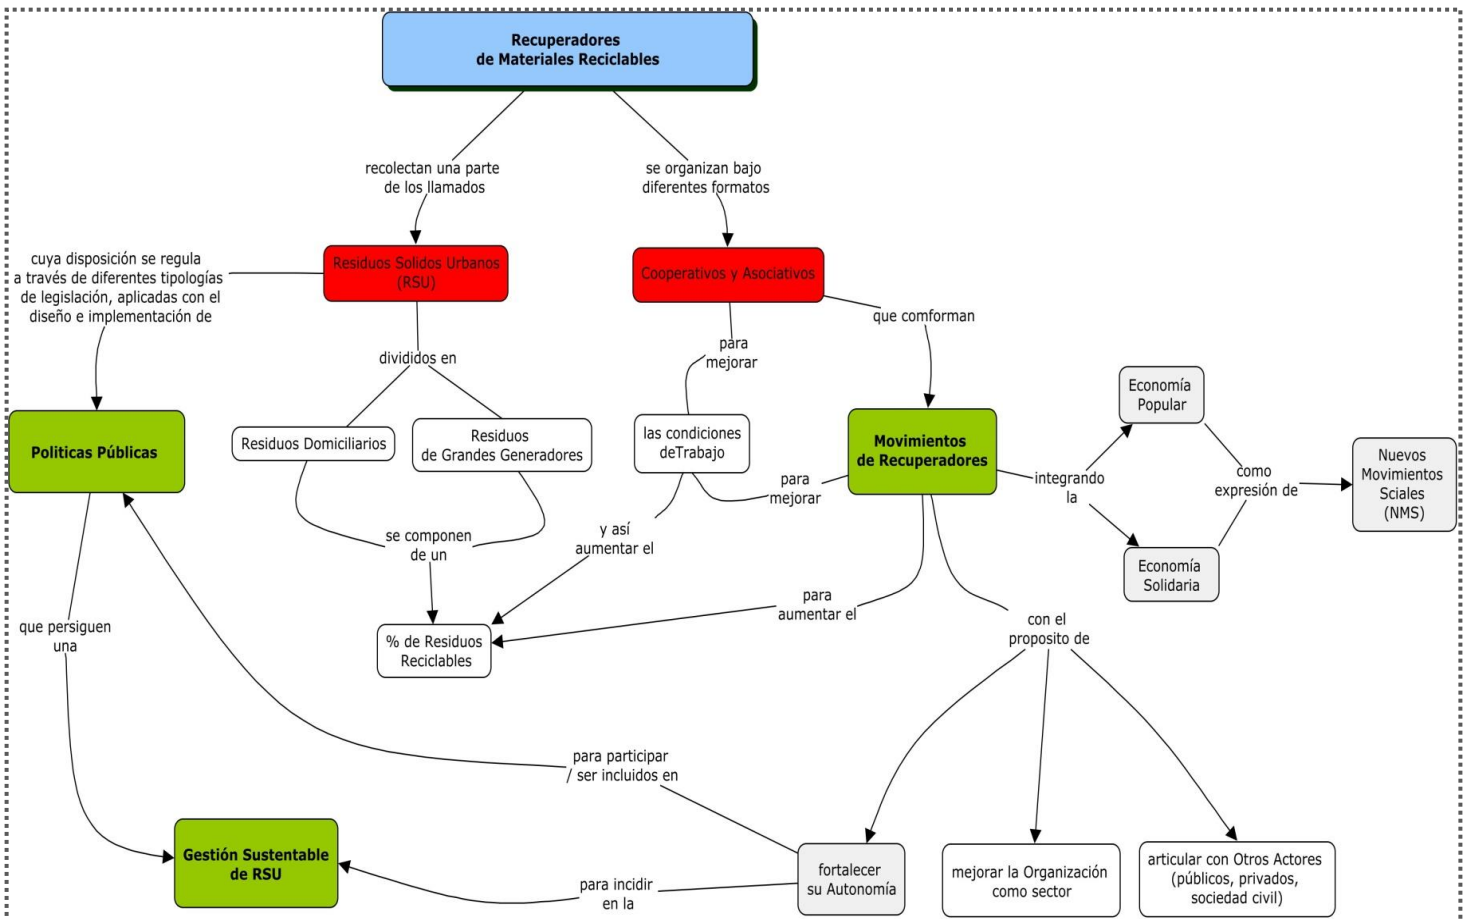 Recuperadores
de Materiales Reciclables
recolectan una parte
de los llamados
se organizan bajo
diferentes formatos
cuya disposición se regula
a través de diferentes tipologías
de legislación, aplicadas con el
diseño e implementación de
Residuos Solidos Urbanos
(RSU)
Cooperativos y Asociativos
que comforman
divididos en
para
mejorar
Economía
Popular
Politicas Públicas
Residuos Domiciliarios
Residuos
de Grandes Generadores
las condiciones
deTrabajo
Movimientos
de Recuperadores
para
mejorar
integrando
la
como
expresión de
Nuevos
Movimientos
Sciales
(NMS)
se componen
de un
y así
aumentar el
Economía
Solidaria
para
aumentar el
que persiguen
una
% de Residuos
Reciclables
con el
proposito de
para participar
/ ser incluidos en
Gestión Sustentable
de RSU
para incidir
en la
fortalecer
su Autonomía
mejorar la Organización
como sector
articular con Otros Actores
(públicos, privados,
sociedad civil)